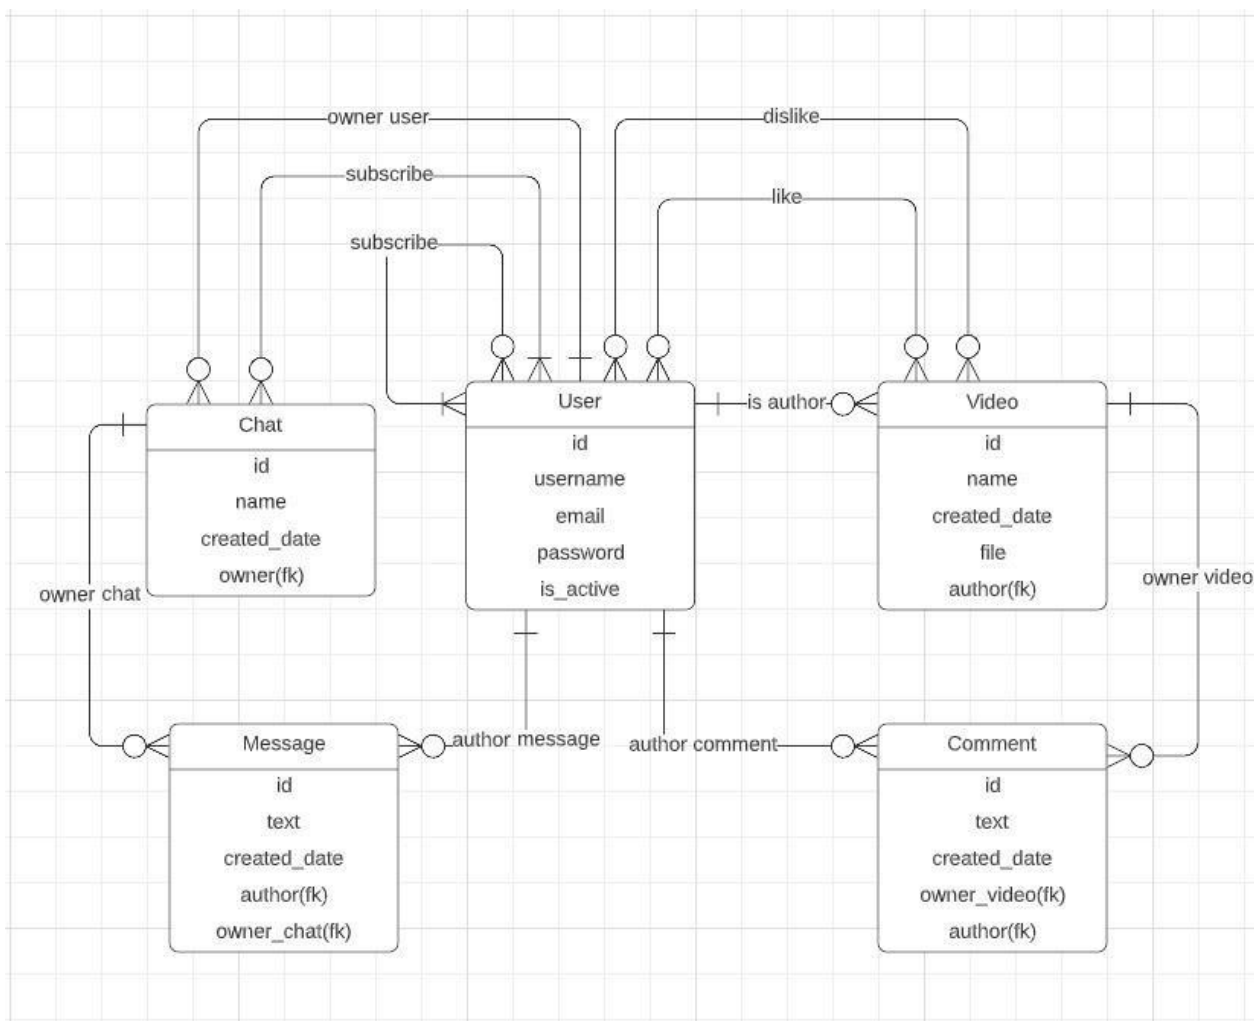 owner user
dislike
subscribe
like
subscribe
User
is author
Video
Chat
id
username
email
password
is_active
id
name
created_date
file
author(fk)
id
name
created_date
owner(fk)
owner chat
owner video
author message
author comment
Message
id
text
created_date
author(fk)
owner_chat(fk)
Comment
id
text
created_date
owner_video(fk)
author(fk)